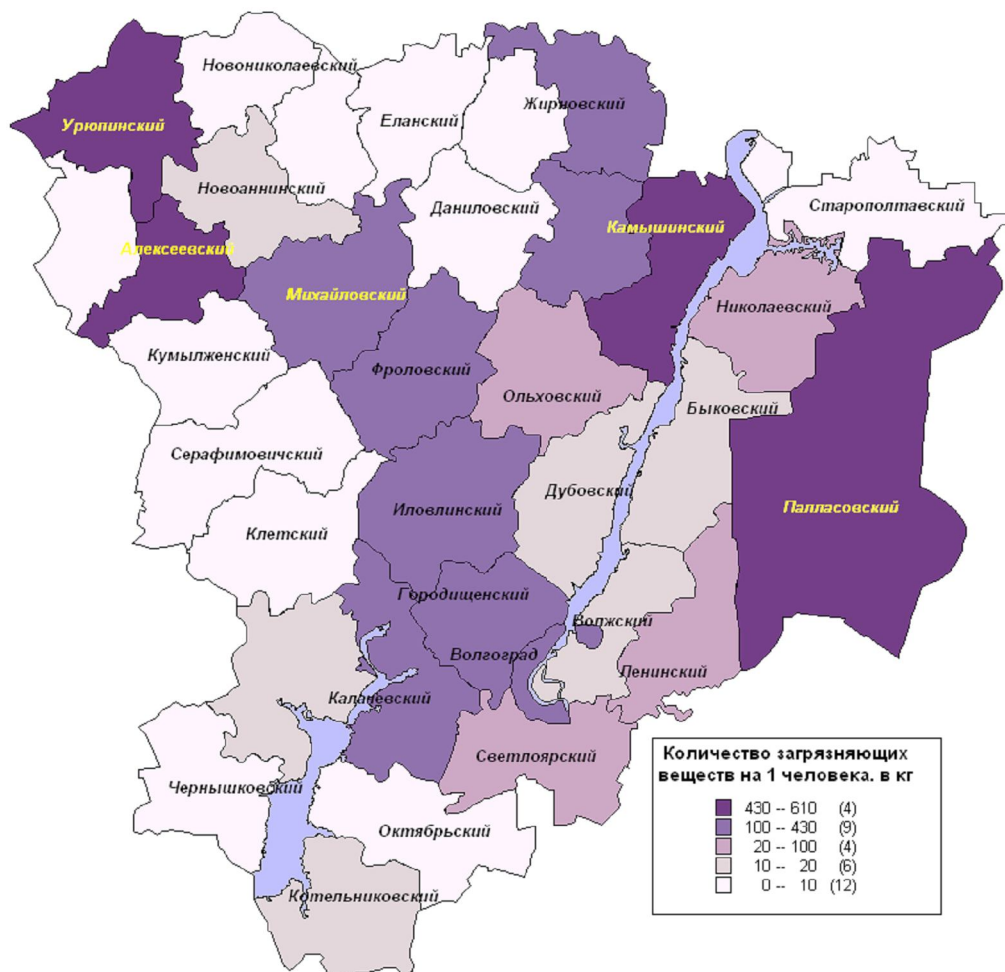 Новониколаевский
Урюпинский
Еланский
Жирновский
Новоаннинский
Даниловский
Старополтавский
Алексеевский
Камышинский
Михайловский
Николаевский
Кумылженский
Фроловский
Ольховский
Быковский
Серафимовичский
Дубовский
Иловлинский
Палласовский
Клетский
Городищенский
Волжский
Волгоград
Ленинский
Калачевский
Светлоярский
Чернышковский
Октябрьский
Котельниковский
Количество загрязняющих
веществ на 1 человека. в кг
430 -- 610 (4)
100 -- 430 (9)
20 -- 100 (4)
10 -- 20 (6)
0 -- 10 (12)